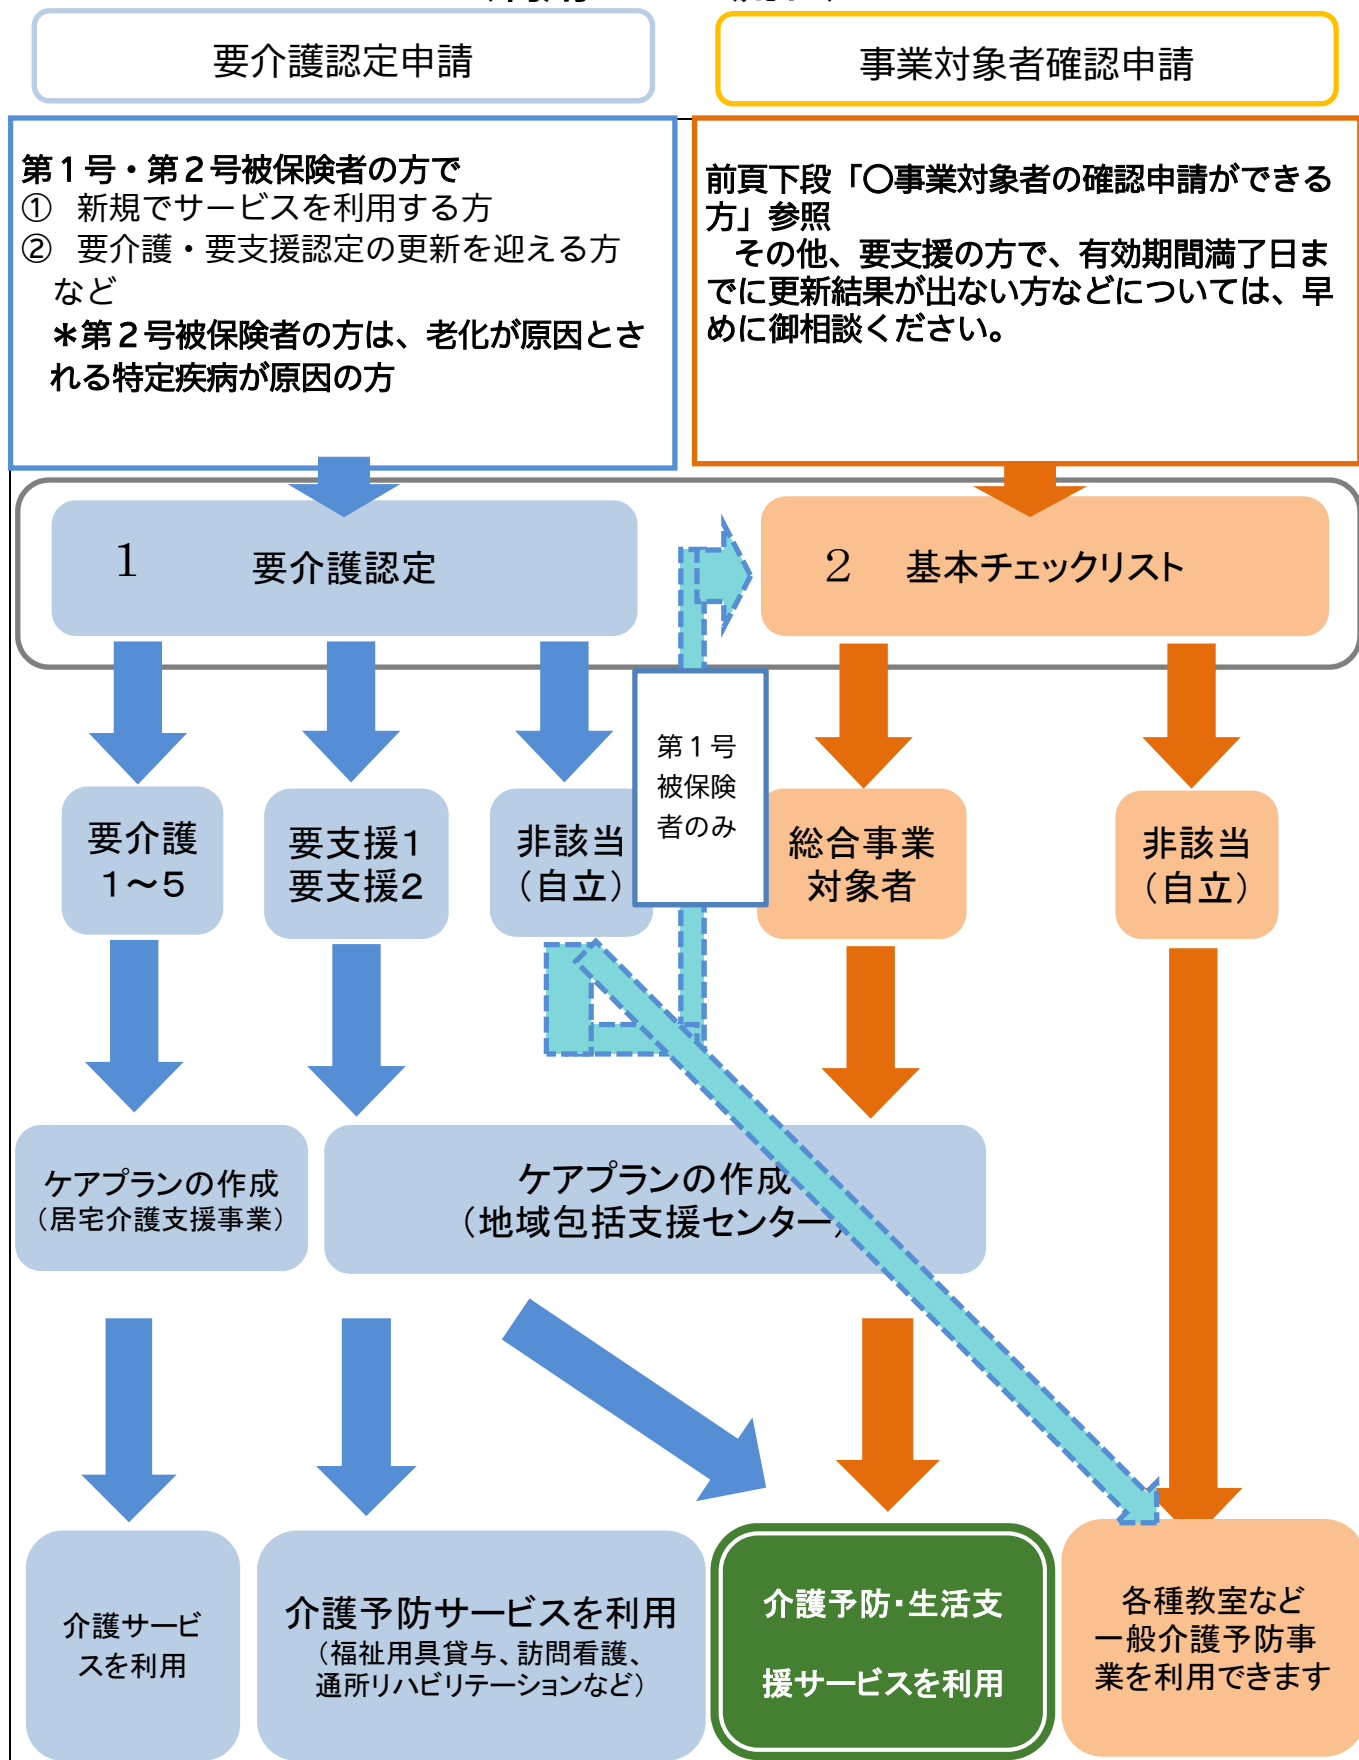 要介護認定申請
事業対象者確認申請
第１号・第２号被保険者の方で
① 新規でサービスを利用する方
② 要介護・要支援認定の更新を迎える方
など
＊第２号被保険者の方は、老化が原因とさ
れる特定疾病が原因の方
前頁下段「〇事業対象者の確認申請ができる
方」参照
その他、要支援の方で、有効期間満了日ま
でに更新結果が出ない方などについては、早
めに御相談ください。
1 要介護認定
2 基本チェックリスト
第１号
被保険
者のみ
要介護
１～５
要支援１
要支援２
非該当
（自立）
総合事業
対象者
非該当
（自立）
ケアプランの作成
（居宅介護支援事業）
ケアプランの作成
（地域包括支援センター）
介護サービ
スを利用
介護予防サービスを利用
（福祉用具貸与、訪問看護、
通所リハビリテーションなど）
介護予防・生活支
援サービスを利用
各種教室など
一般介護予防事
業を利用できます